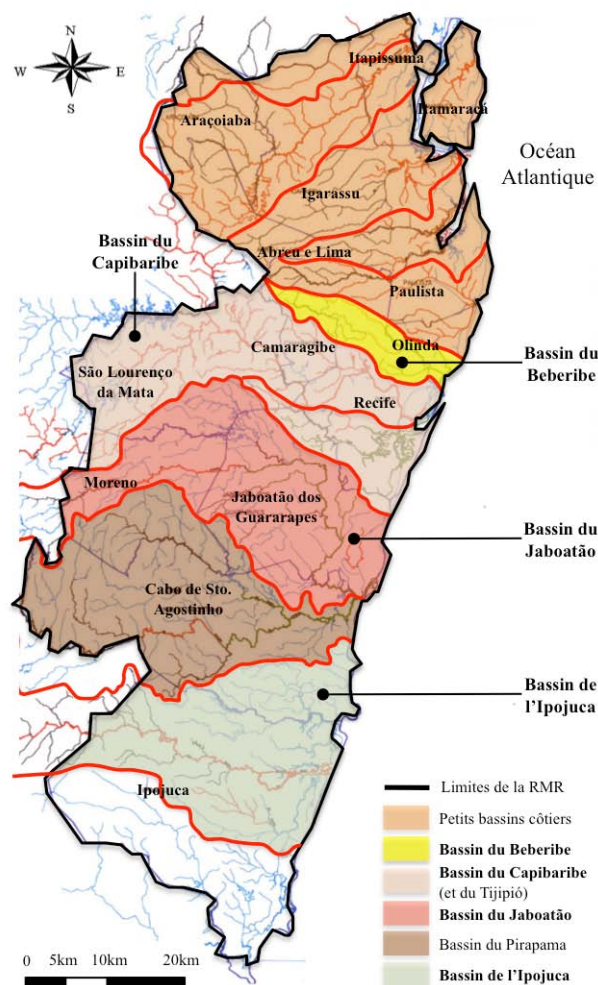 N
W
E
S
Itapissuma
Itamaracá
Araçoiaba
Océan
Atlantique
Igarassu
Bassin du
Capibaribe
Abreu e Lima
Paulista
Camaragibe
Olinda
Bassin du
Beberibe
São Lourenço
da Mata
Recife
Moreno
Jaboatão dos
Guararapes
Bassin du
Jaboatão
Cabo de Sto.
Agostinho
Bassin de
l'Ipojuca
Ipojuca
Limites de la RMR
Petits bassins côtiers
Bassin du Beberibe
Bassin du Capibaribe
(et du Tijipió)
Bassin du Jaboatão
Bassin du Pirapama
Bassin de l'Ipojuca
0 5km 10km 20km